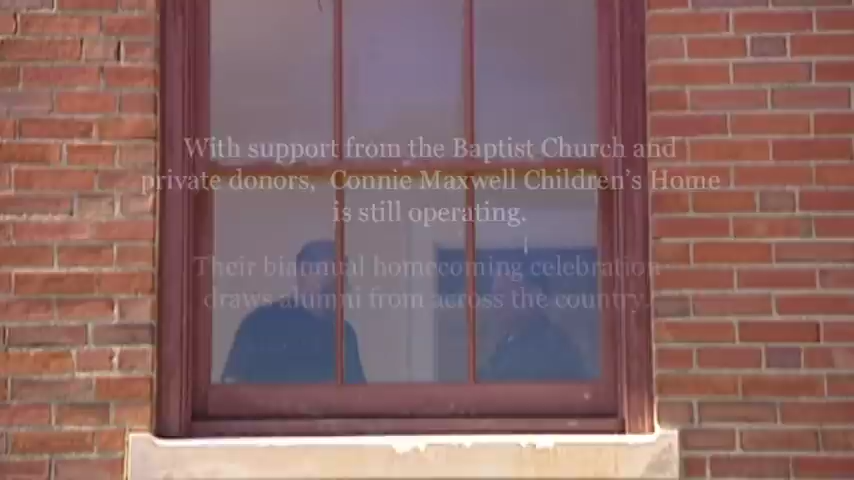 With support from the Baptist Church and
private donors, Connie Maxwell Children's Home
is still operating.
Their biannual homecoming celebration
draws alumni from across the country.